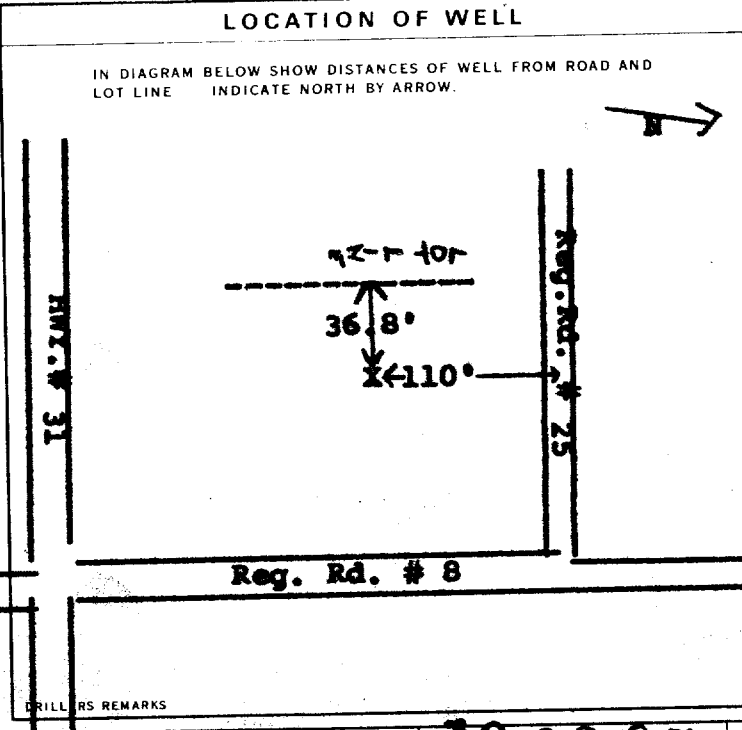 LOCATION OF WELL
IN DIAGRAM BELOW SHOW DISTANCES OF WELL FROM ROAD AND
LOT LINE INDICATE NORTH BY ARROW.
N
Hwy.# 31
36.8'
X
110'
Reg.Rd. # 25
Reg. Rd. # 8
DRILLERS REMARKS